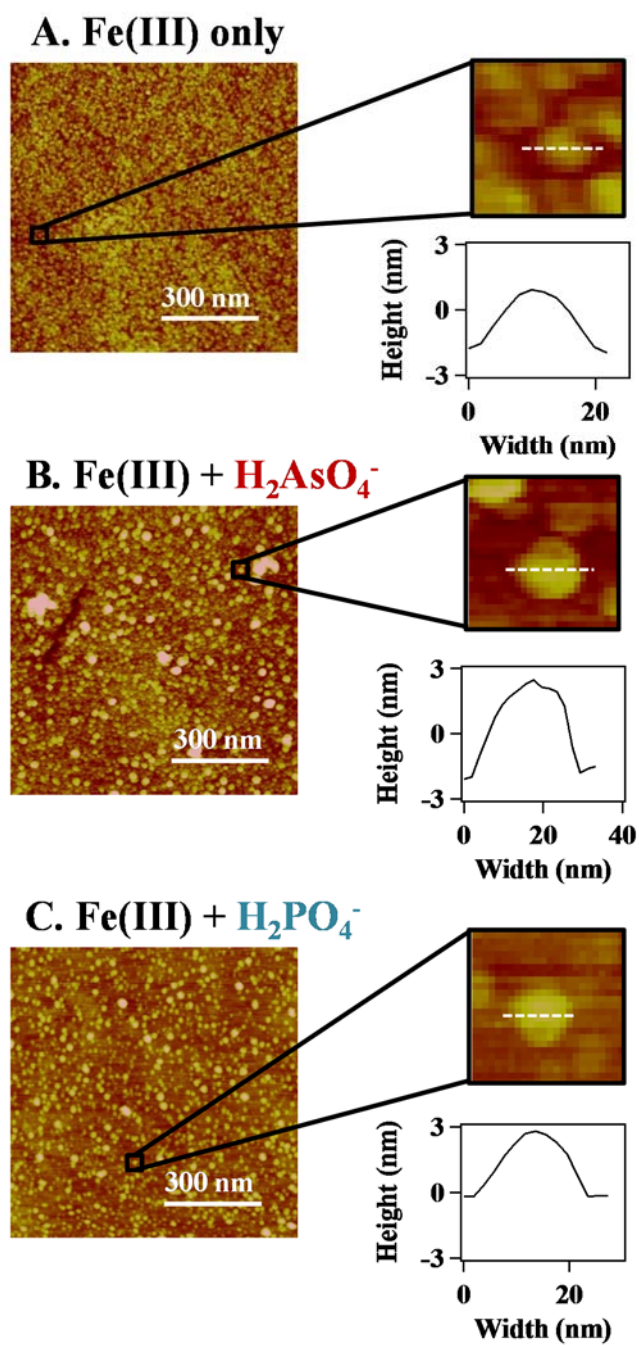 A. Fe(III) only
300 nm
3
0
-3
Height (nm)
0 20
Width (nm)
B. Fe(III) + H₂AsO₄⁻
300 nm
3
0
-3
Height (nm)
0 20 40
Width (nm)
C. Fe(III) + H₂PO₄⁻
300 nm
3
0
-3
Height (nm)
0 20
Width (nm)